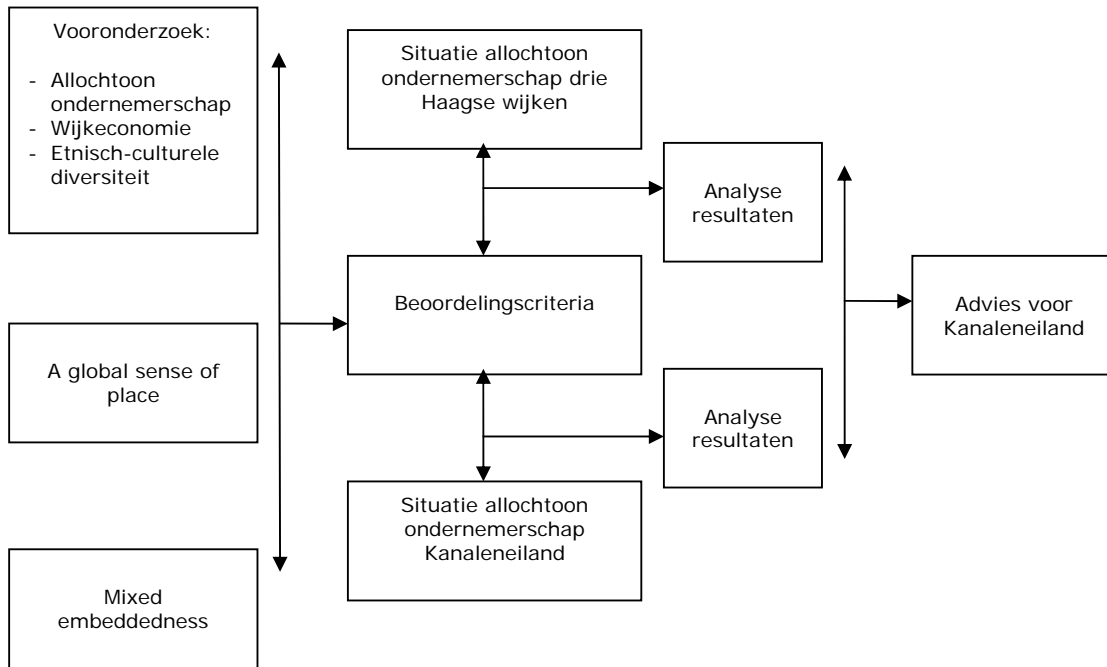 Vooronderzoek:
- Allochtoon
ondernemerschap
- Wijkeconomie
- Etnisch-culturele
diversiteit
A global sense of
place
Mixed
embeddedness
Situatie allochtoon
ondernemerschap drie
Haagse wijken
Beoordelingscriteria
Situatie allochtoon
ondernemerschap
Kanaleneiland
Analyse
resultaten
Analyse
resultaten
Advies voor
Kanaleneiland